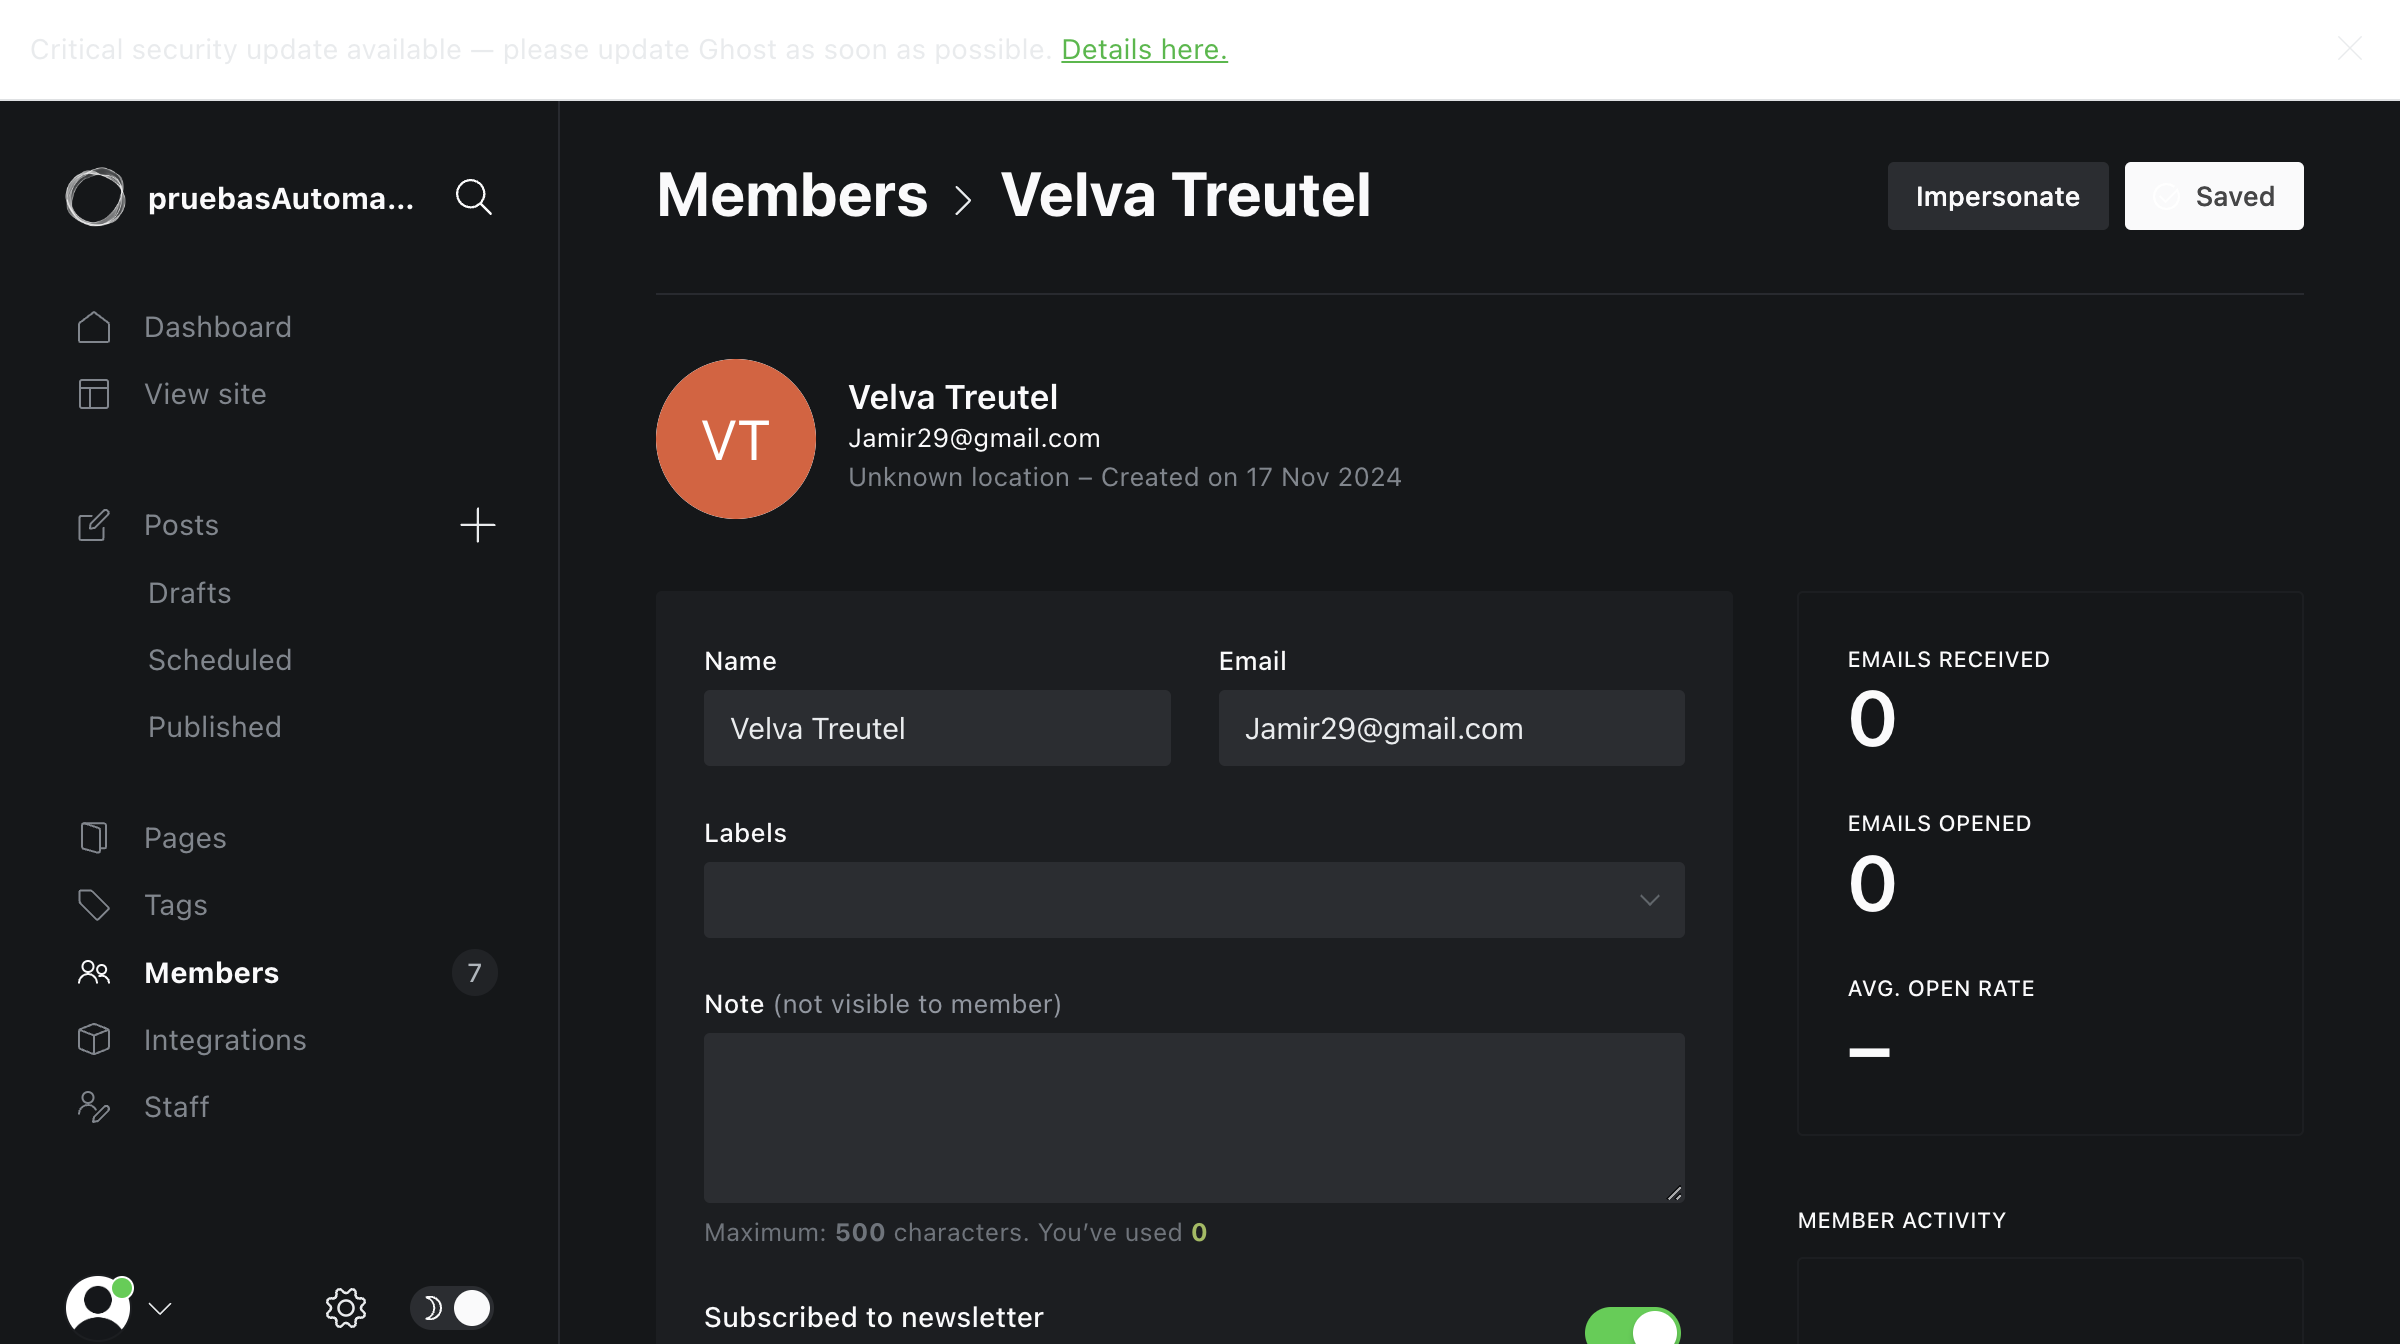 Critical security update available — please update Ghost as soon as possible. Details here.
pruebasAutoma...
Dashboard
View site
Posts
Drafts
Scheduled
Published
Pages
Tags
Members
7
Integrations
Staff
Members
Velva Treutel
Impersonate
Saved
VT
Velva Treutel
Jamir29@gmail.com
Unknown location – Created on 17 Nov 2024
Name
Velva Treutel
Email
Jamir29@gmail.com
Labels
Note (not visible to member)
Maximum: 500 characters. You’ve used 0
Subscribed to newsletter
EMAILS RECEIVED
0
EMAILS OPENED
0
AVG. OPEN RATE
–
MEMBER ACTIVITY